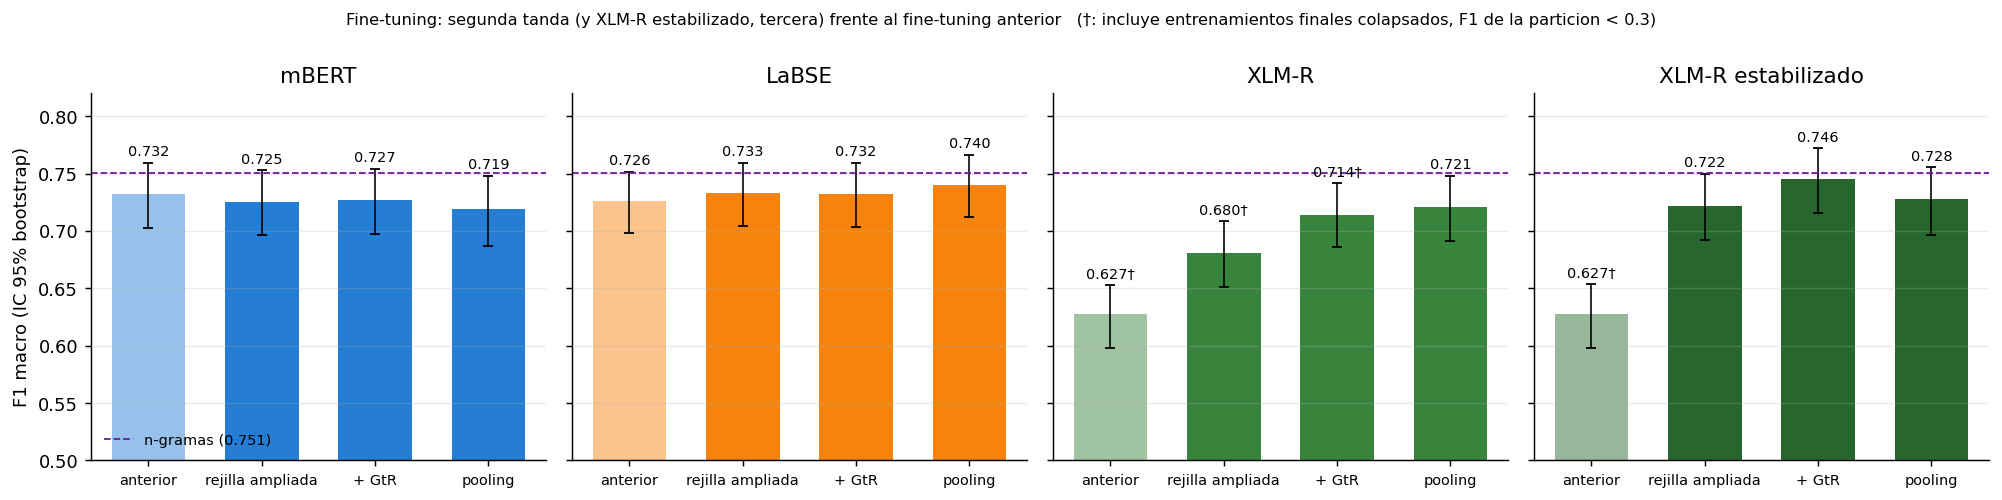 Fine-tuning: segunda tanda (y XLM-R estabilizado, tercera) frente al fine-tuning anterior (†: incluye entrenamientos finales colapsados, F1 de la particion < 0.3)
mBERT
LaBSE
XLM-R
XLM-R estabilizado
F1 macro (IC 95% bootstrap)
0.80
0.75
0.70
0.65
0.60
0.55
0.50
0.732
0.725
0.727
0.719
n-gramas (0.751)
anterior
rejilla ampliada
+ GtR
pooling
0.726
0.733
0.732
0.740
anterior
rejilla ampliada
+ GtR
pooling
0.627†
0.680†
0.714†
0.721
anterior
rejilla ampliada
+ GtR
pooling
0.627†
0.722
0.746
0.728
anterior
rejilla ampliada
+ GtR
pooling